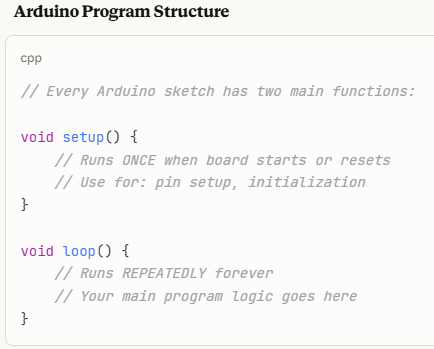 Arduino Program Structure
cpp
// Every Arduino sketch has two main functions:
void setup() {
// Runs ONCE when board starts or resets
// Use for: pin setup, initialization
}
void loop() {
// Runs REPEATEDLY forever
// Your main program logic goes here
}